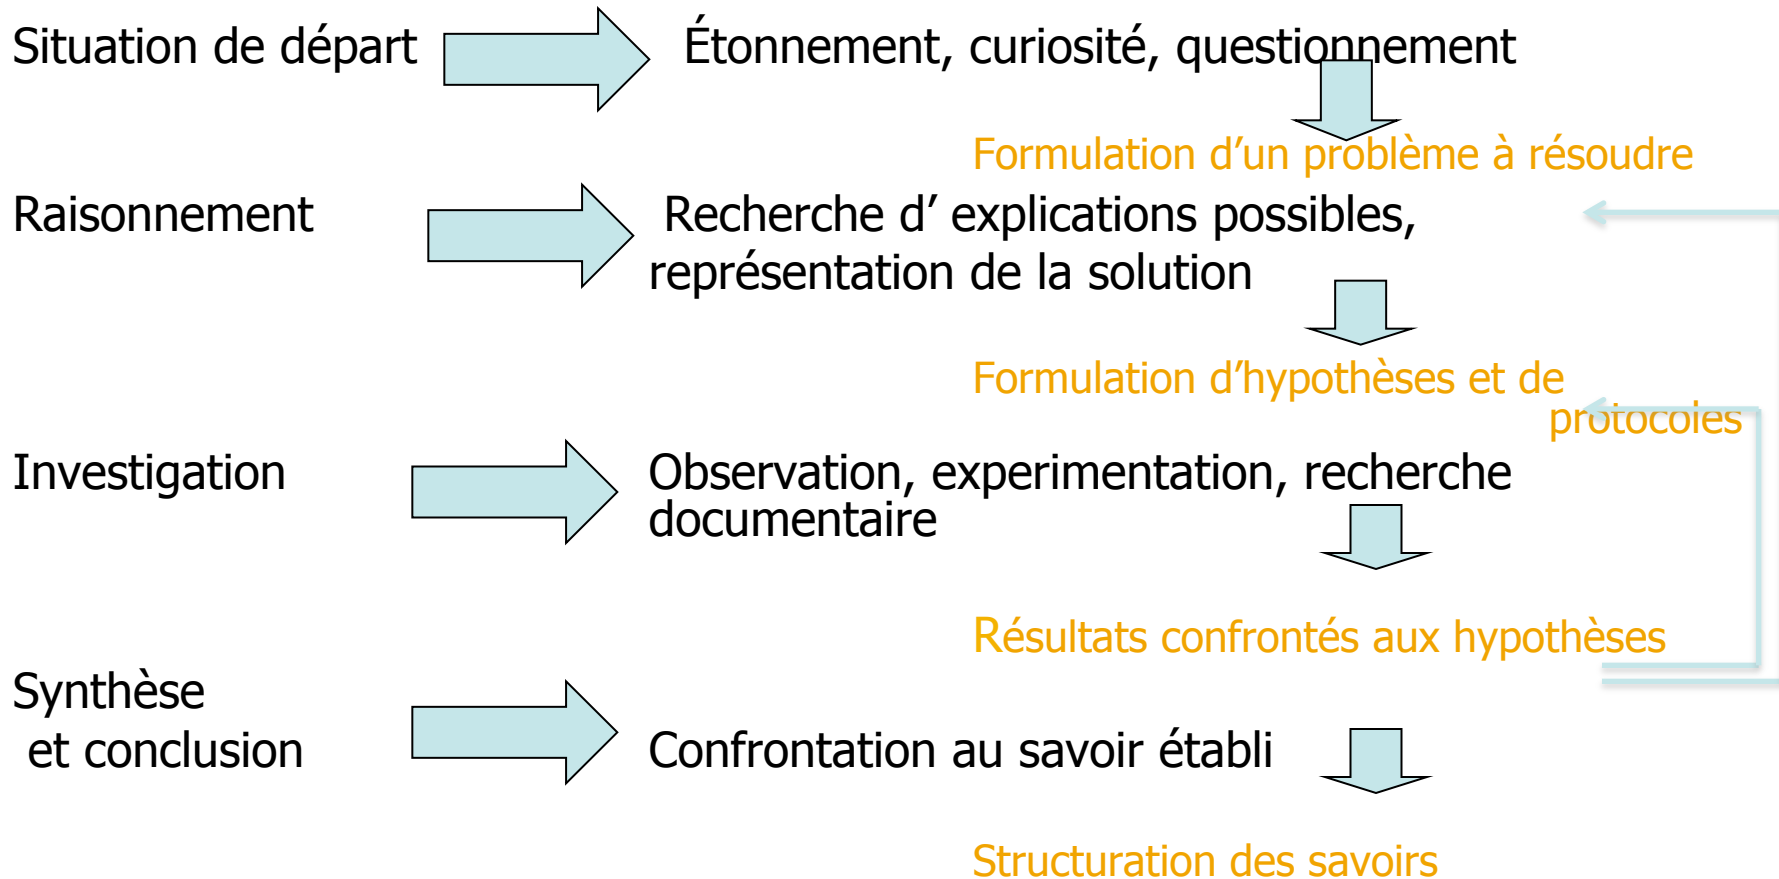 Situation de départ
Étonnement, curiosité, questionnement
Formulation d’un problème à résoudre
Raisonnement
Recherche d’ explications possibles,
représentation de la solution
Formulation d’hypothèses et de
protocoles
Investigation
Observation, experimentation, recherche
documentaire
Résultats confrontés aux hypothèses
Synthèse
et conclusion
Confrontation au savoir établi
Structuration des savoirs